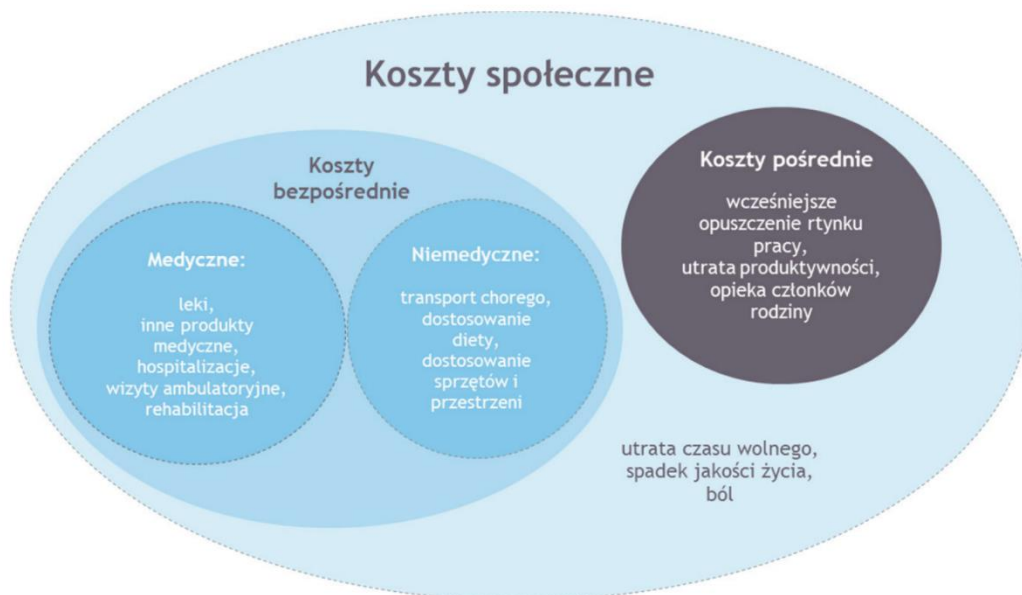 Koszty społeczne
Koszty
bezpośrednie
Medyczne:
leki,
inne produkty
medyczne,
hospitalizacje,
wizyty ambulatoryjne,
rehabilitacja
Niemedyczne:
transport chorego,
dostosowanie
diety,
dostosowanie
sprzętów i
przestrzeni
Koszty pośrednie
wcześniejsze
opuszczenie rtynku
pracy,
utrata produktywności,
opieka członków
rodziny
utrata czasu wolnego,
spadek jakości życia,
ból